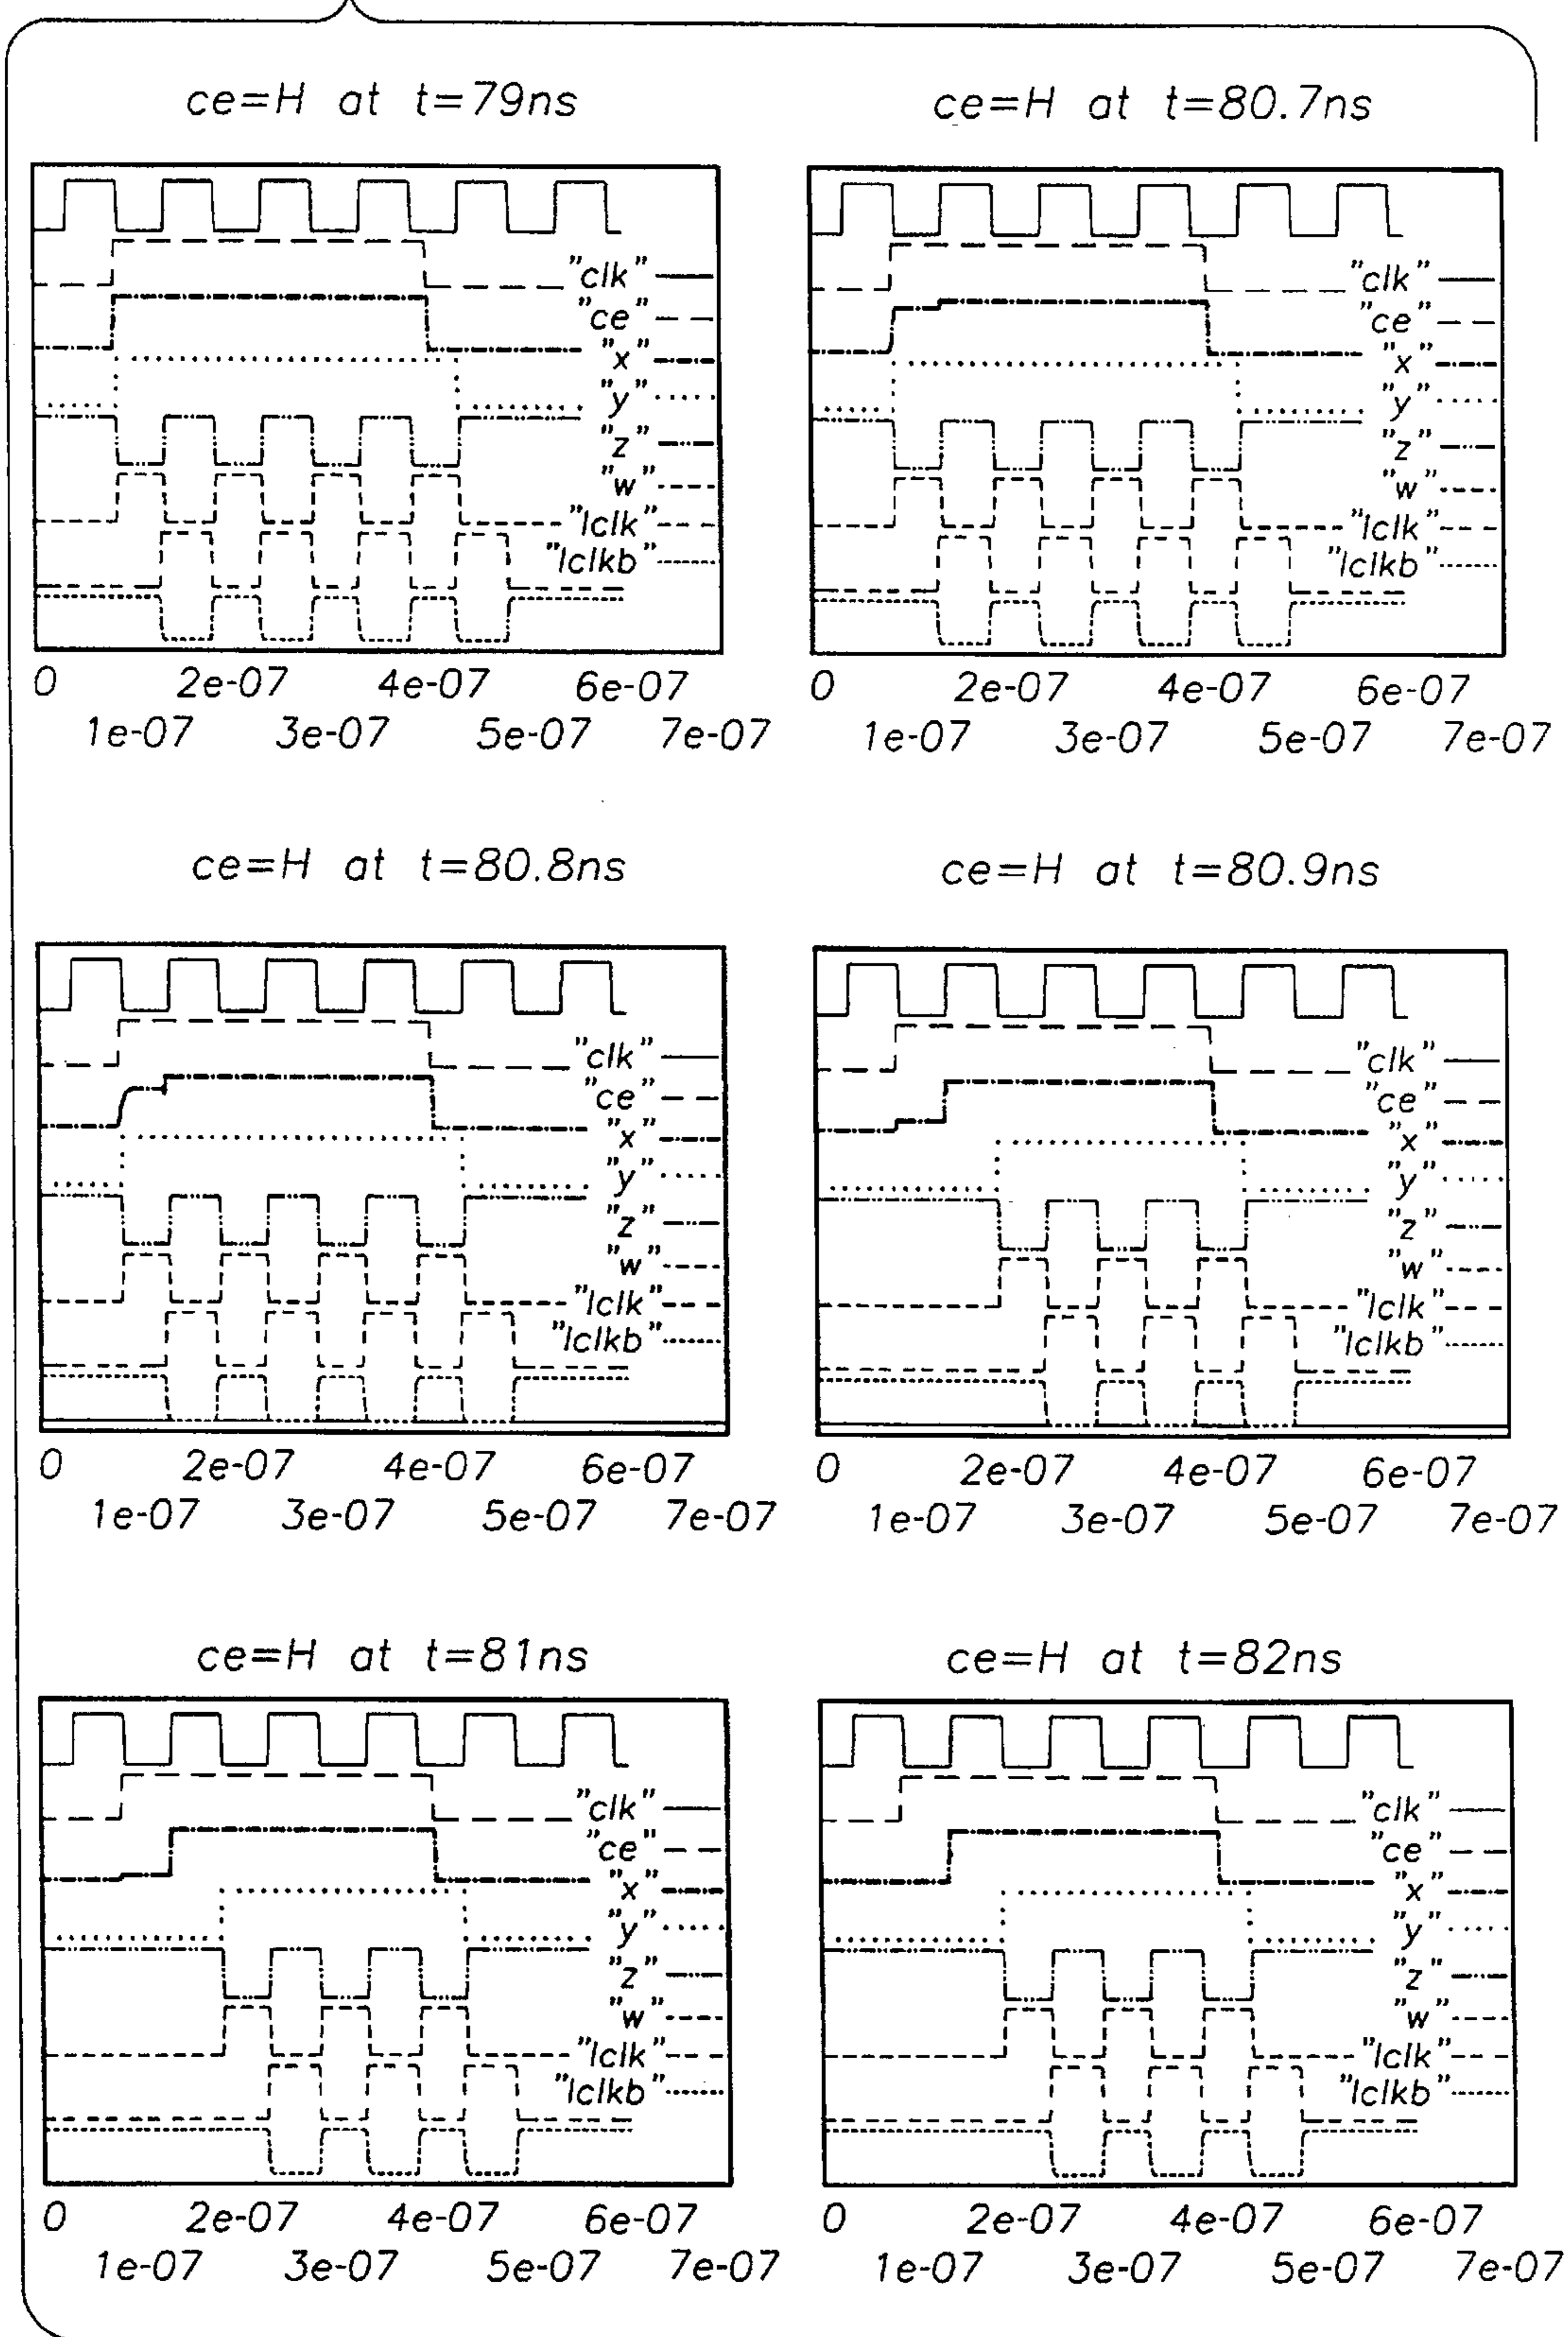 ce=H at t=79ns
"clk"
"ce"
"x"
"y"
"z"
"w"
"lclk"
"lclkb"
0 2e-07 4e-07 6e-07
1e-07 3e-07 5e-07 7e-07
ce=H at t=80.7ns
"clk"
"ce"
"x"
"y"
"z"
"w"
"lclk"
"lclkb"
0 2e-07 4e-07 6e-07
1e-07 3e-07 5e-07 7e-07
ce=H at t=80.8ns
"clk"
"ce"
"x"
"y"
"z"
"w"
"lclk"
"lclkb"
0 2e-07 4e-07 6e-07
1e-07 3e-07 5e-07 7e-07
ce=H at t=80.9ns
"clk"
"ce"
"x"
"y"
"z"
"w"
"lclk"
"lclkb"
0 2e-07 4e-07 6e-07
1e-07 3e-07 5e-07 7e-07
ce=H at t=81ns
"clk"
"ce"
"x"
"y"
"z"
"w"
"lclk"
"lclkb"
0 2e-07 4e-07 6e-07
1e-07 3e-07 5e-07 7e-07
ce=H at t=82ns
"clk"
"ce"
"x"
"y"
"z"
"w"
"lclk"
"lclkb"
0 2e-07 4e-07 6e-07
1e-07 3e-07 5e-07 7e-07